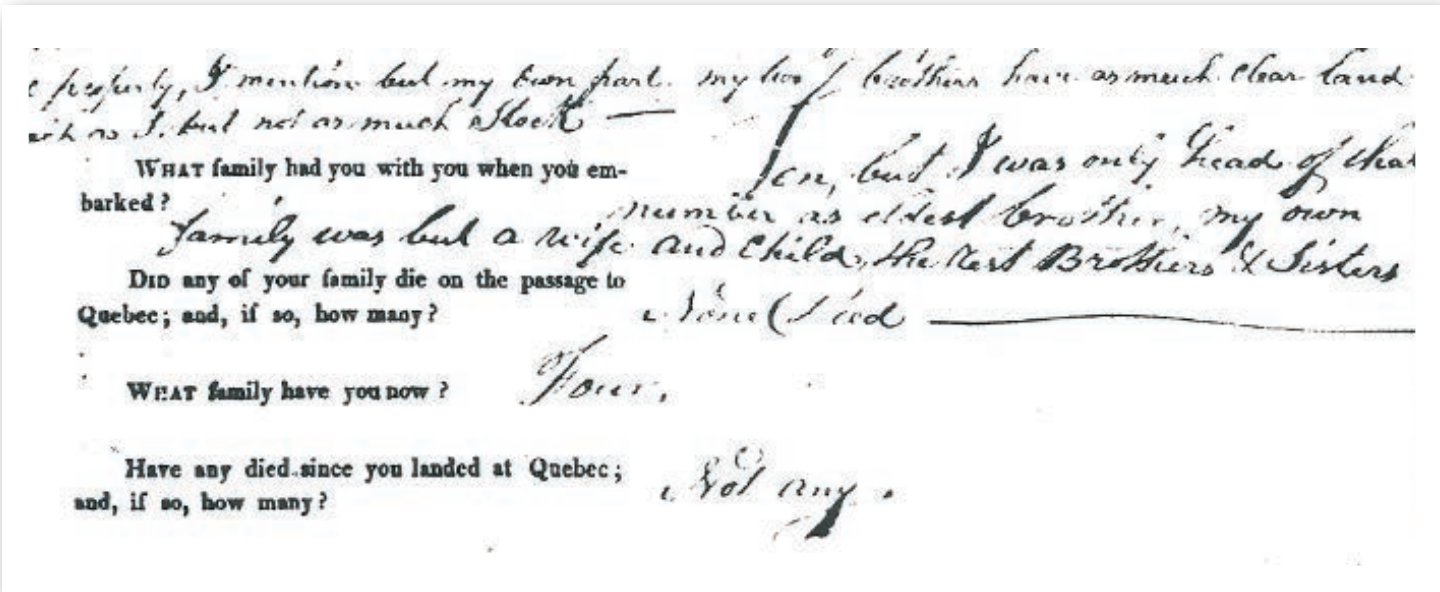 property, I mention but my own part. my two brothers have as much clear land
as I. but not as much Stock —
WHAT family had you with you when you em-
barked?
Ten, but I was only head of that
number as eldest brother, my own
family was but a wife and child, the rest Brothers & Sisters
DID any of your family die on the passage to
Quebec; and, if so, how many?
None Died
WHAT family have you now?
Four.
Have any died since you landed at Quebec;
and, if so, how many?
Not any.